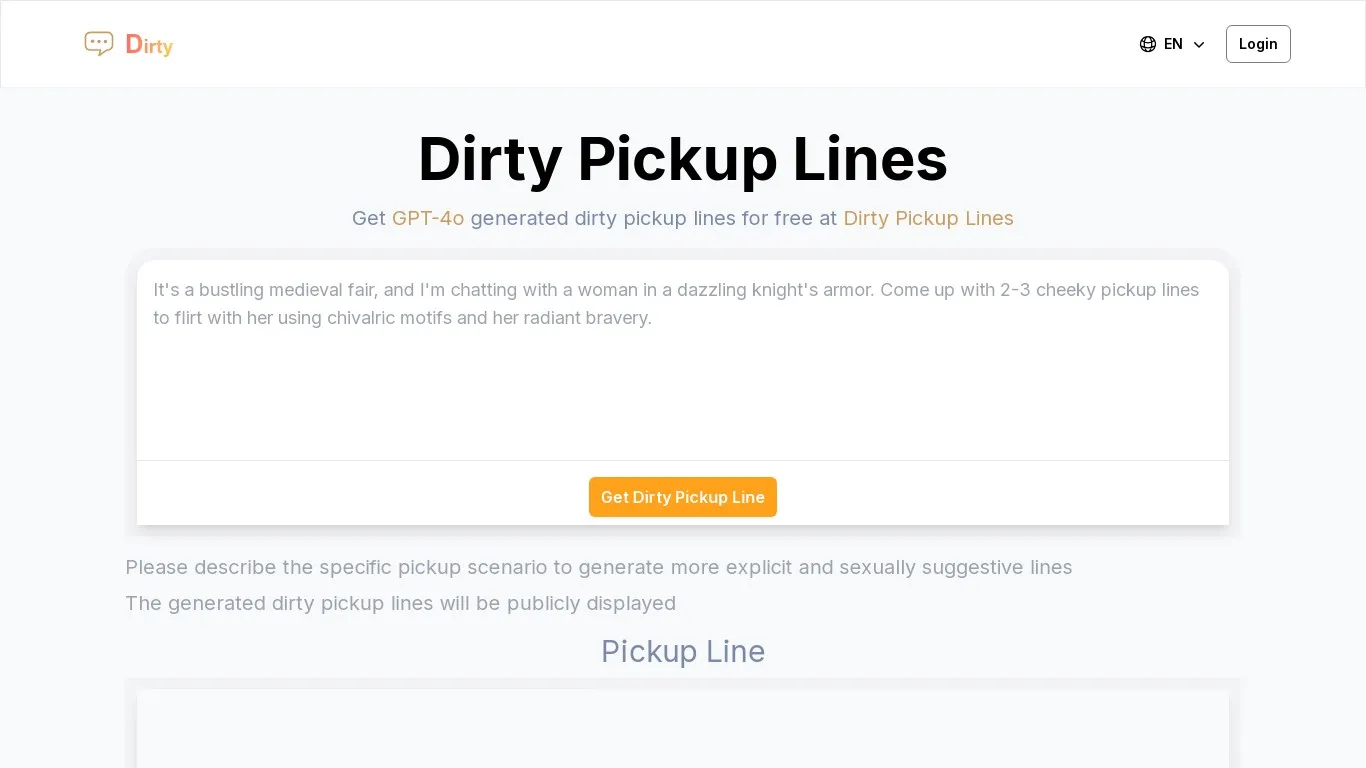 Dirty
EN
Login
Dirty Pickup Lines
Get GPT-4o generated dirty pickup lines for free at Dirty Pickup Lines
It's a bustling medieval fair, and I'm chatting with a woman in a dazzling knight's armor. Come up with 2-3 cheeky pickup lines
to flirt with her using chivalric motifs and her radiant bravery.
Get Dirty Pickup Line
Please describe the specific pickup scenario to generate more explicit and sexually suggestive lines
The generated dirty pickup lines will be publicly displayed
Pickup Line